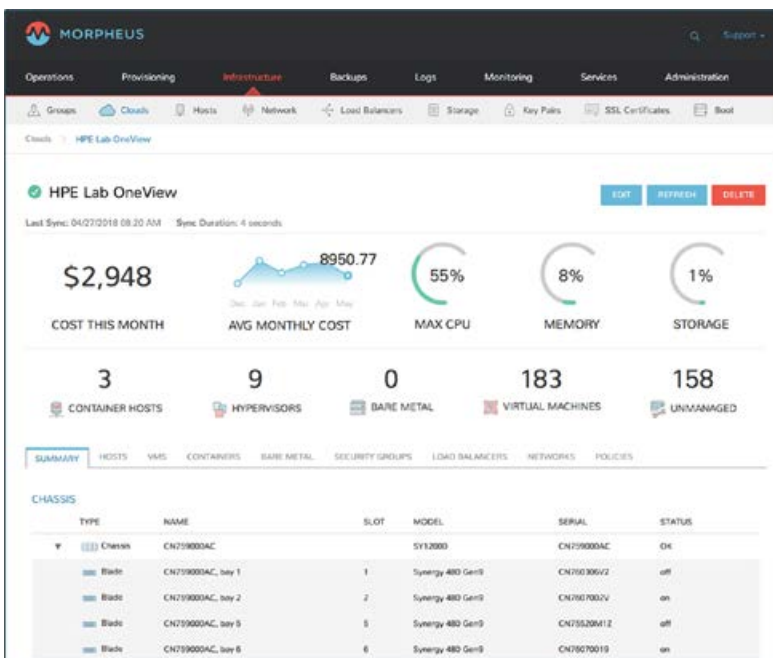 MORPHEUS
Support
Operations Provisioning Infrastructure Backups Logs Monitoring Services Administration
Groups Clouds Hosts Network Load Balancers Storage Key Pairs SSL Certificates Boot
Clouds HPE Lab OneView
HPE Lab OneView
EDIT REFRESH DELETE
Last Sync: 04/27/2018 08:20 AM Sync Duration: 4 seconds
$2,948 8950.77 55% 8% 1%
Dec Jan Feb Mar Apr May
COST THIS MONTH AVG MONTHLY COST MAX CPU MEMORY STORAGE
3 9 0 183 158
CONTAINER HOSTS HYPERVISORS BARE METAL VIRTUAL MACHINES UNMANAGED
SUMMARY HOSTS VMS CONTAINERS BARE METAL SECURITY GROUPS LOAD BALANCERS NETWORKS POLICIES
CHASSIS
TYPE NAME SLOT MODEL SERIAL STATUS
Chassis CN759000AC SY12000 CN759000AC OK
Blade CN759000AC, bay 1 1 Synergy 480 Gen9 off
Blade CN759000AC, bay 2 2 Synergy 480 Gen9 CN7607002V on
Blade CN759000AC, bay 5 5 Synergy 480 Gen9 off
Blade CN759000AC, bay 6 6 Synergy 480 Gen9 CN76070019 on